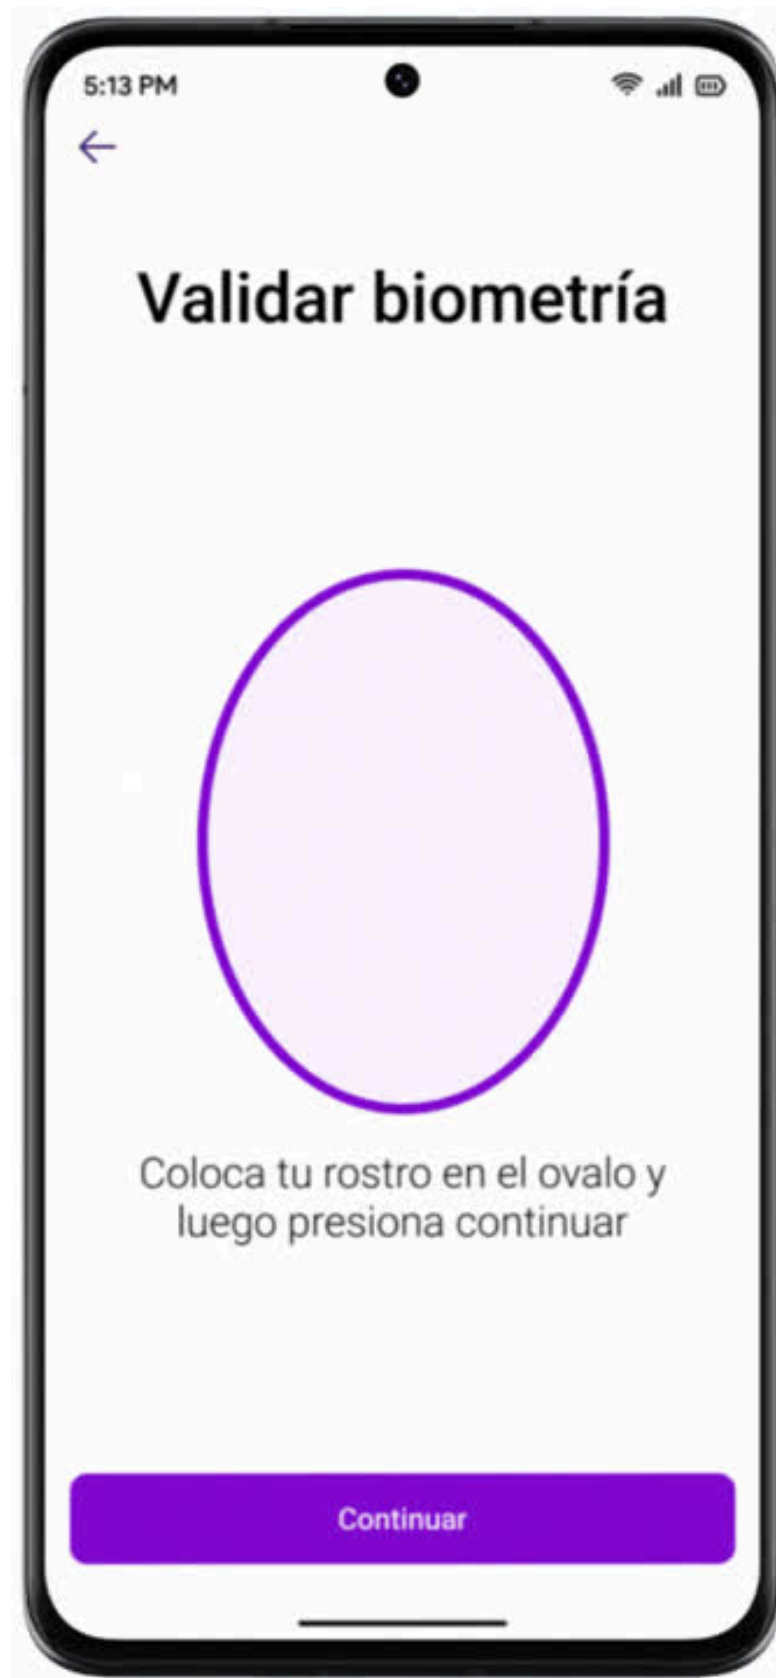 5:13 PM
Validar biometría
Coloca tu rostro en el ovalo y
luego presiona continuar
Continuar